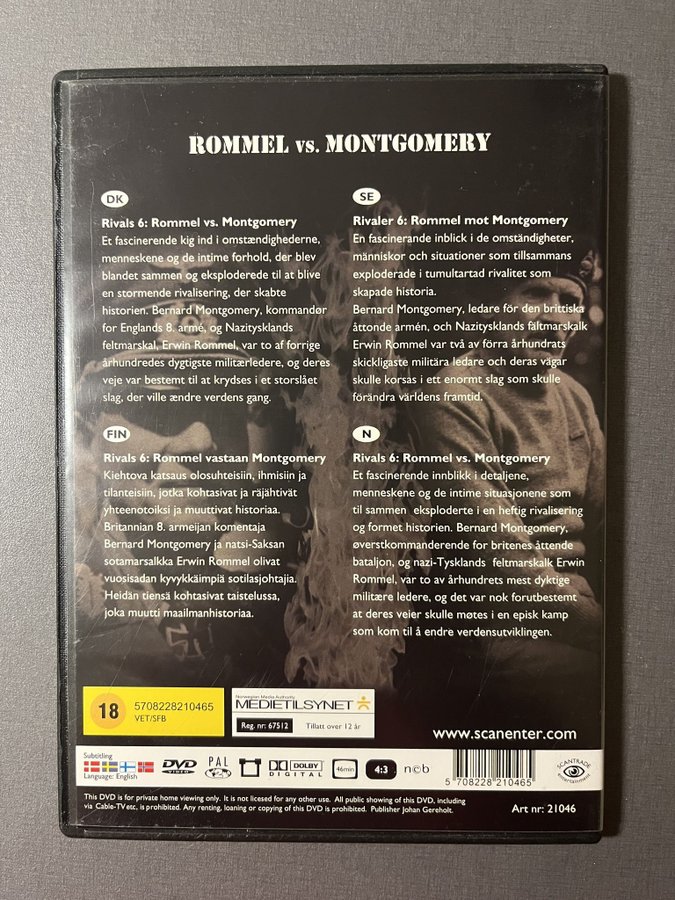 ROMMEL vs. MONTGOMERY
DK
Rivals 6: Rommel vs. Montgomery
Et fascinerende kig ind i omstændighederne,
menneskene og de intime forhold, der blev
blandet sammen og eksploderede til at blive
en stormende rivalisering, der skabte
historien. Bernard Montgomery, kommandør
for Englands 8. armé, og Nazitysklands
feltmarskal, Erwin Rommel, var to af forrige
århundredes dygtigste militærledere, og deres
veje var bestemt til at krydses i et storslået
slag, der ville ændre verdens gang.
SE
Rivaler 6: Rommel mot Montgomery
En fascinerande inblick i de omständigheter,
människor och situationer som tillsammans
exploderade i tumultartad rivalitet som
skapade historia.
Bernard Montgomery, ledare för den brittiska
åttonde armén, och Nazitysklands fältmarskalk
Erwin Rommel var två av förra århundrats
skickligaste militära ledare och deras vägar
skulle korsas i ett enormt slag som skulle
förändra världens framtid.
FIN
Rivals 6: Rommel vastaan Montgomery
Kiehtova katsaus olosuhteisiin, ihmisiin ja
tilanteisiin, jotka kohtasivat ja räjähtivät
yhteenotoiksi ja muuttivat historiaa.
Britannian 8. armeijan komentaja
Bernard Montgomery ja natsi-Saksan
sotamarsalkka Erwin Rommel olivat
vuosisadan kyvykkäimpiä sotilasjohtajia.
Heidän tiensä kohtasivat taistelussa,
joka muutti maailmanhistoriaa.
N
Rivals 6: Rommel vs. Montgomery
Et fascinerende innblikk i detaljene,
menneskene og de intime situasjonene som
til sammen eksploderte i en heftig rivalisering
og formet historien. Bernard Montgomery,
øverstkommanderende for britenes åttende
bataljon, og nazi-Tysklands feltmarskalk Erwin
Rommel, var to av århundrets mest dyktige
militære ledere, og det var nok forutbestemt
at deres veier skulle møtes i en episk kamp
som kom til å endre verdensutviklingen.
18
5708228210465
VET/SFB
Norwegian Media Authority
MEDIETILSYNET
Reg. nr: 67512 Tillatt over 12 år
www.scanenter.com
Subtitling
Language: English
DVD VIDEO
PAL
DOLBY DIGITAL
46min
4:3
n©b
5 708228 210465
SCANTRADE entertainment
This DVD is for private home viewing only. It is not licesed for any other use. All public showing of this DVD, including
via Cable-TV etc, is prohibited. Any renting, loaning or copy of this DVD is prohibited. Publisher Johan Gereholt.
Art nr: 21046